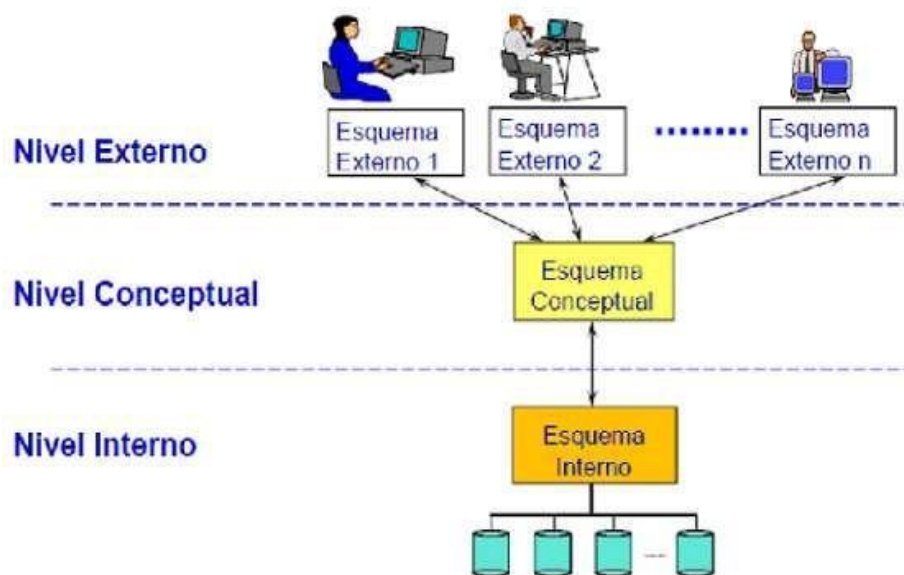 Nivel Externo
Esquema
Externo 1
Esquema
Externo 2
Esquema
Externo n
Nivel Conceptual
Esquema
Conceptual
Nivel Interno
Esquema
Interno